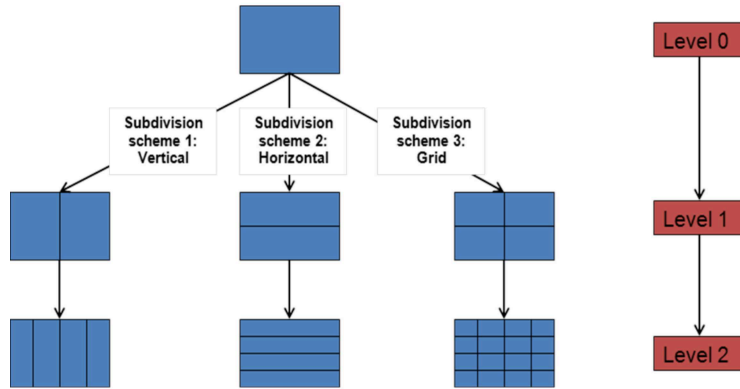 Level 0
Subdivision
scheme 1:
Vertical
Subdivision
scheme 2:
Horizontal
Subdivision
scheme 3:
Grid
Level 1
Level 2